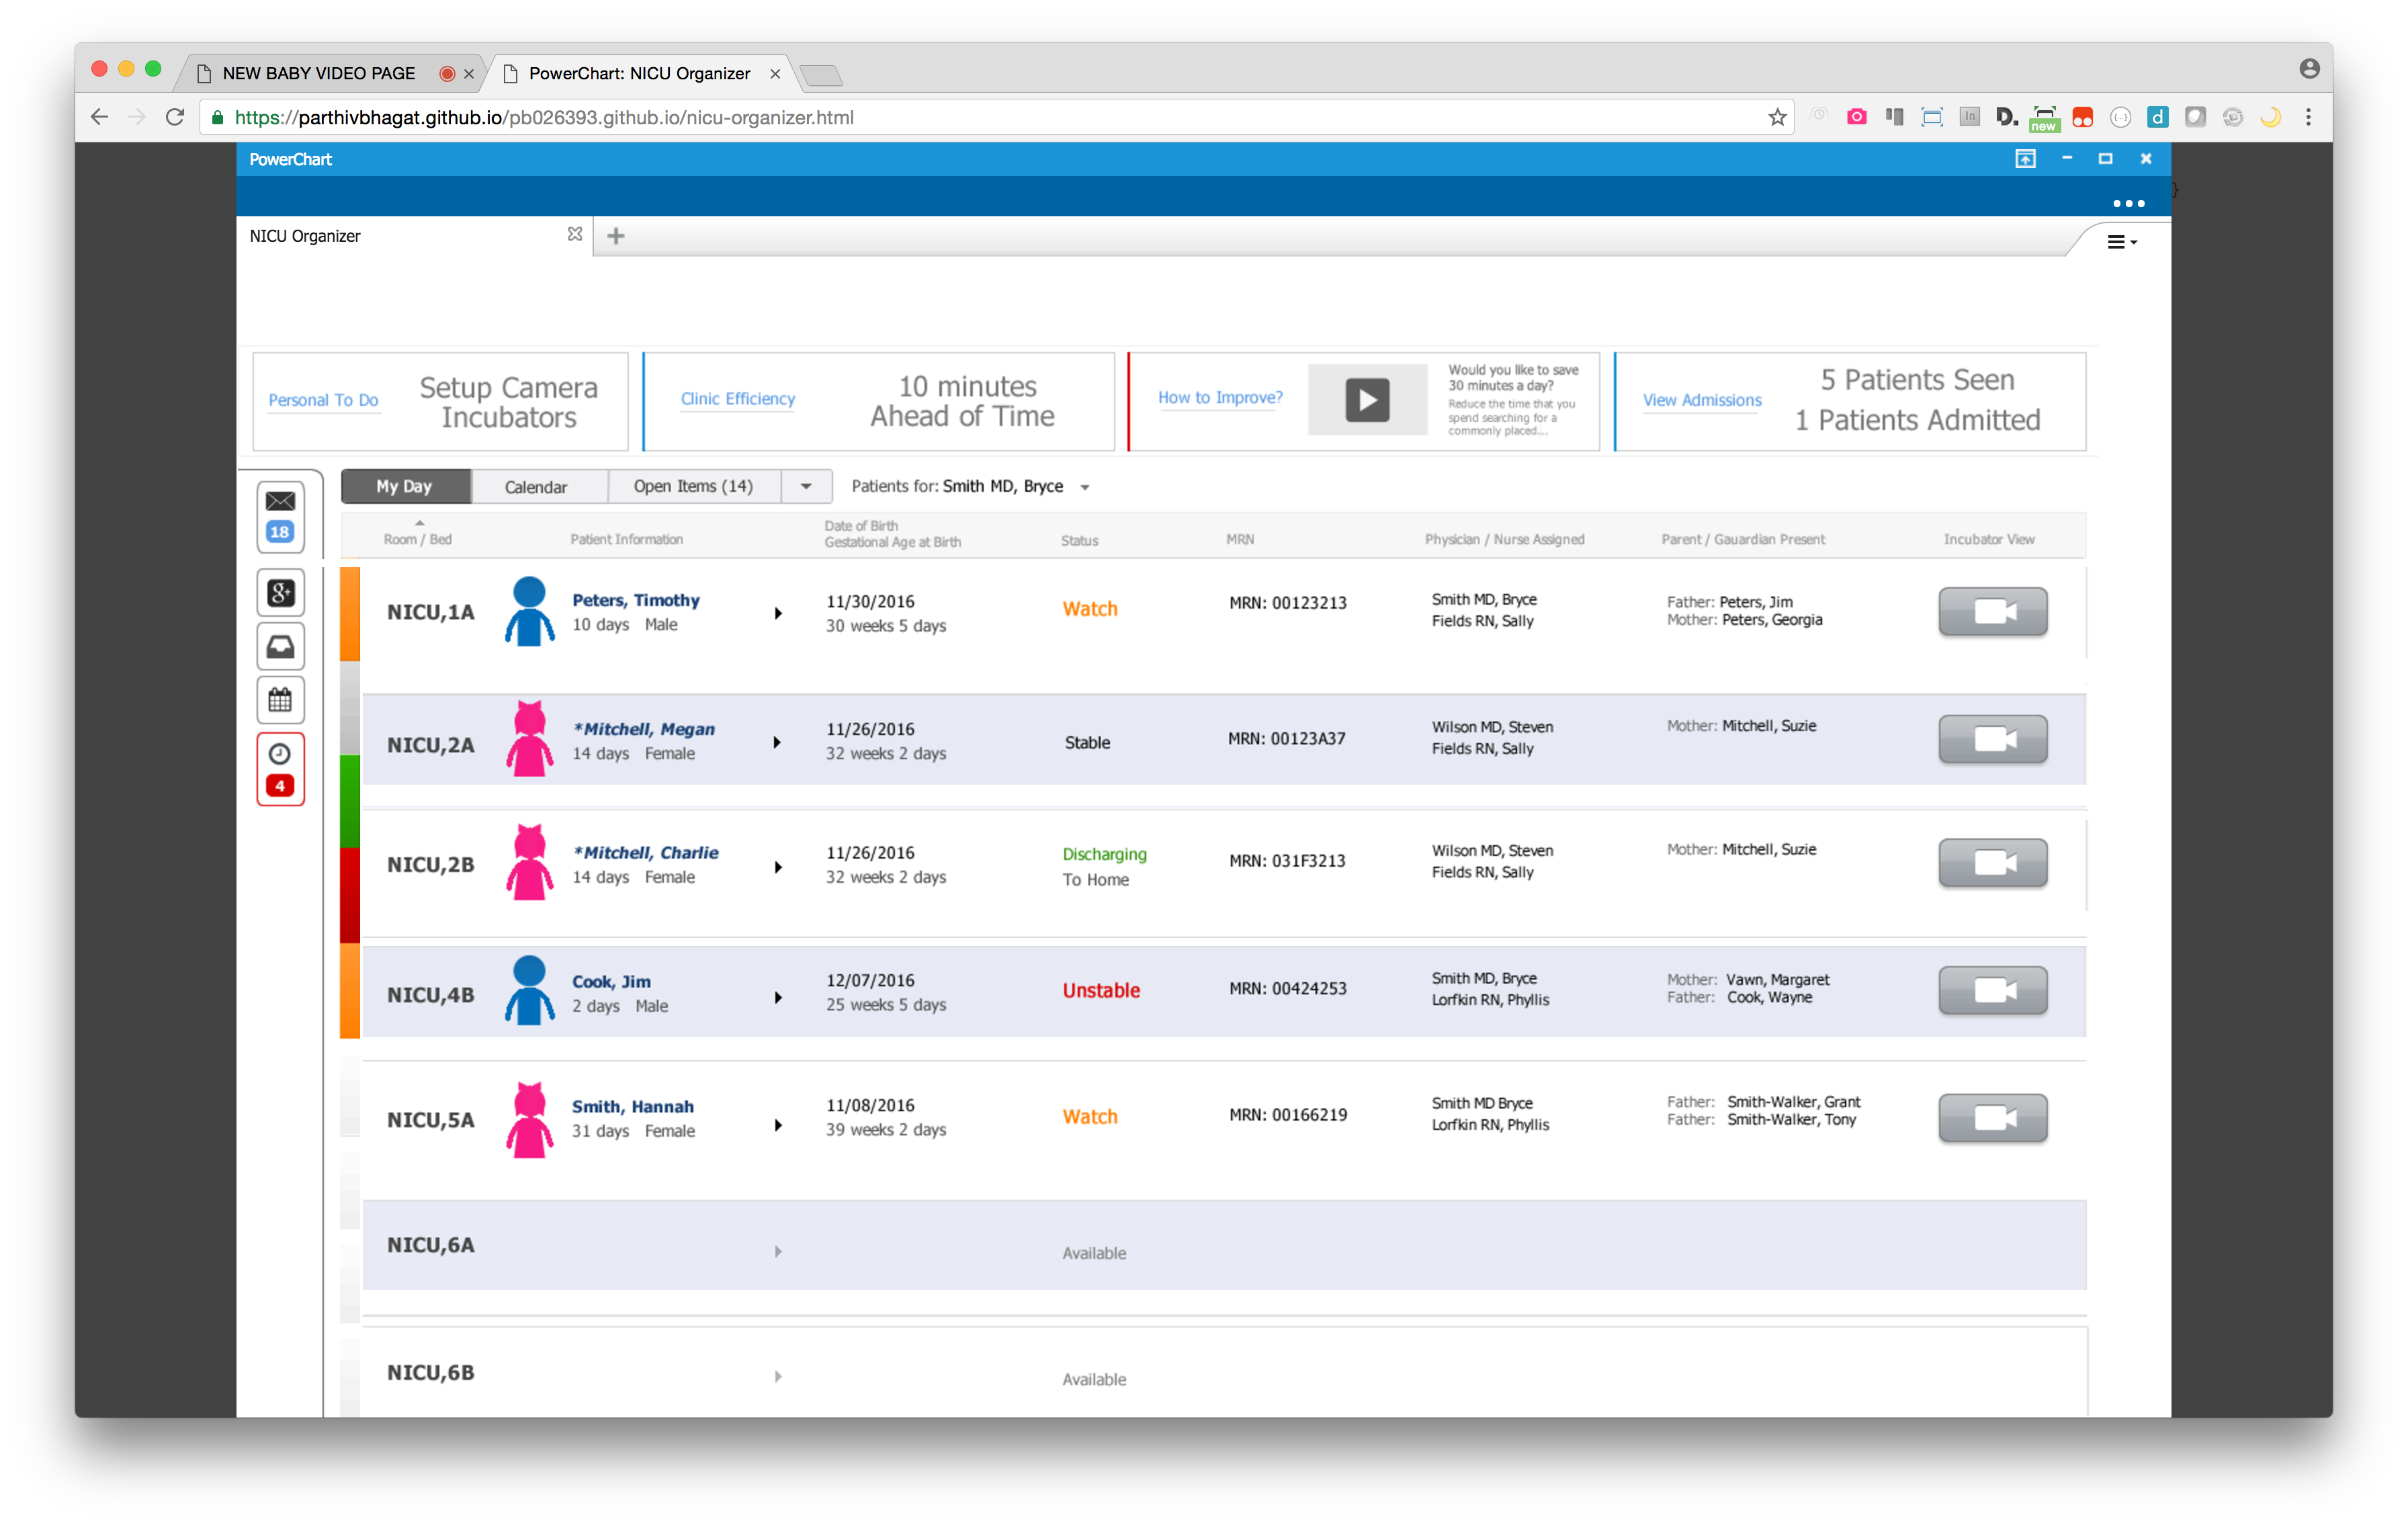 NEW BABY VIDEO PAGE
PowerChart: NICU Organizer
https://parthivbhagat.github.io/pb026393.github.io/nicu-organizer.html
In
D.
new
d
PowerChart
}
NICU Organizer
Personal To Do
Setup Camera
Incubators
Clinic Efficiency
10 minutes
Ahead of Time
How to Improve?
Would you like to save
30 minutes a day?
Reduce the time that you
spend searching for a
commonly placed...
View Admissions
5 Patients Seen
1 Patients Admitted
18
g+
4
My Day
Calendar
Open Items (14)
Patients for: Smith MD, Bryce
Room / Bed
Patient Information
Date of Birth
Gestational Age at Birth
Status
MRN
Physician / Nurse Assigned
Parent / Gauardian Present
Incubator View
NICU,1A
Peters, Timothy
10 days Male
11/30/2016
30 weeks 5 days
Watch
MRN: 00123213
Smith MD, Bryce
Fields RN, Sally
Father: Peters, Jim
Mother: Peters, Georgia
NICU,2A
*Mitchell, Megan
14 days Female
11/26/2016
32 weeks 2 days
Stable
MRN: 00123A37
Wilson MD, Steven
Fields RN, Sally
Mother: Mitchell, Suzie
NICU,2B
*Mitchell, Charlie
14 days Female
11/26/2016
32 weeks 2 days
Discharging
To Home
MRN: 031F3213
Wilson MD, Steven
Fields RN, Sally
Mother: Mitchell, Suzie
NICU,4B
Cook, Jim
2 days Male
12/07/2016
25 weeks 5 days
Unstable
MRN: 00424253
Smith MD, Bryce
Lorfkin RN, Phyllis
Mother: Vawn, Margaret
Father: Cook, Wayne
NICU,5A
Smith, Hannah
31 days Female
11/08/2016
39 weeks 2 days
Watch
MRN: 00166219
Smith MD Bryce
Lorfkin RN, Phyllis
Father: Smith-Walker, Grant
Father: Smith-Walker, Tony
NICU,6A
Available
NICU,6B
Available